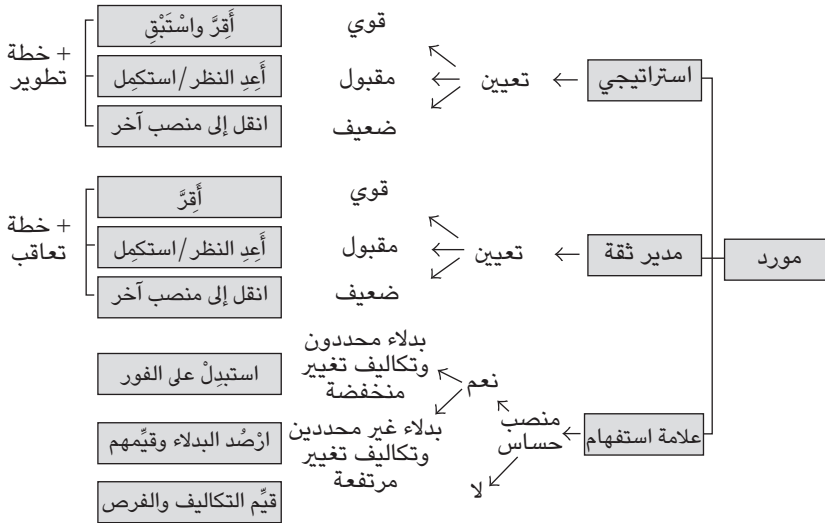 مورد
استراتيجي
تعيين
قوي
أَقِرَّ واسْتَبْقِ
مقبول
أَعِدِ النظر/استكمِل
ضعيف
انقل إلى منصب آخر
+ خطة
تطوير
مدير ثقة
تعيين
قوي
أَقِرَّ
مقبول
أَعِدِ النظر/استكمِل
ضعيف
انقل إلى منصب آخر
+ خطة
تعاقب
علامة استفهام
منصب
حساس
نعم
بدلاء محددون
وتكاليف تغيير
منخفضة
استبدِلْ على الفور
بدلاء غير محددين
وتكاليف تغيير
مرتفعة
ارْصُد البدلاء وقيِّمهم
لا
قيِّم التكاليف والفرص